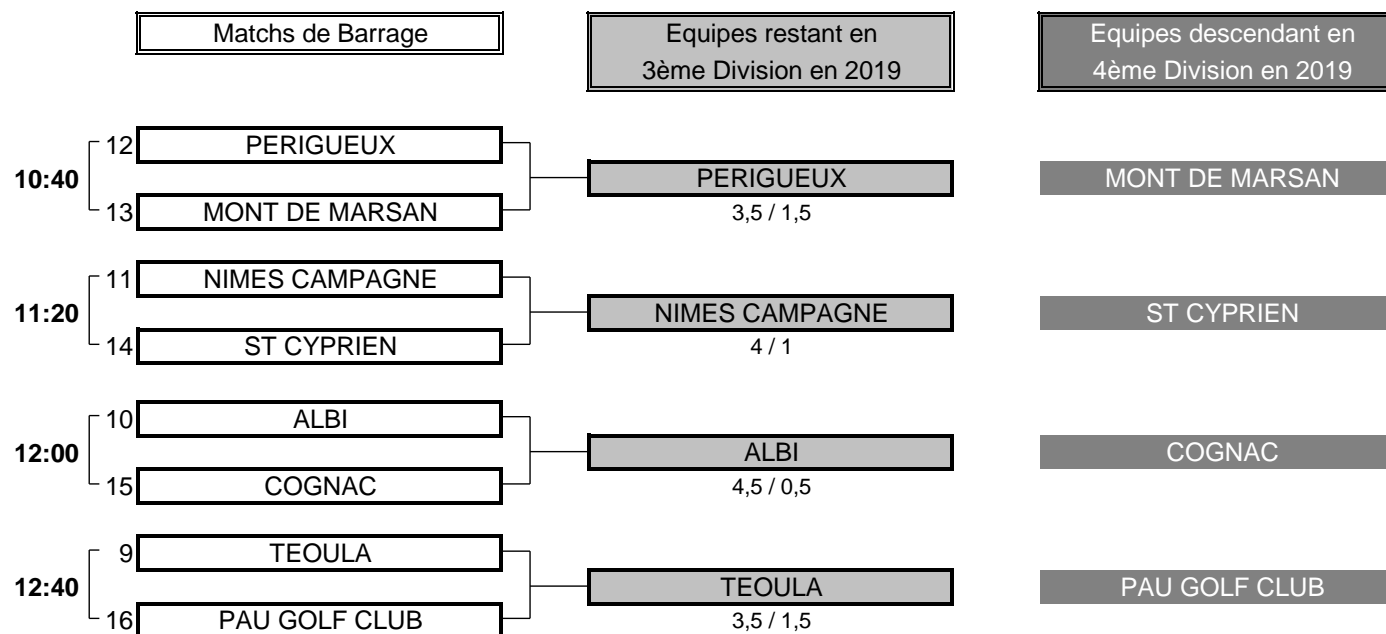 Matchs de Barrage
Equipes restant en
3ème Division en 2019
Equipes descendant en
4ème Division en 2019
12 PERIGUEUX
10:40 PERIGUEUX MONT DE MARSAN
13 MONT DE MARSAN 3,5 / 1,5
11 NIMES CAMPAGNE
11:20 NIMES CAMPAGNE ST CYPRIEN
14 ST CYPRIEN 4 / 1
10 ALBI
12:00 ALBI COGNAC
15 COGNAC 4,5 / 0,5
9 TEOULA
12:40 TEOULA PAU GOLF CLUB
16 PAU GOLF CLUB 3,5 / 1,5